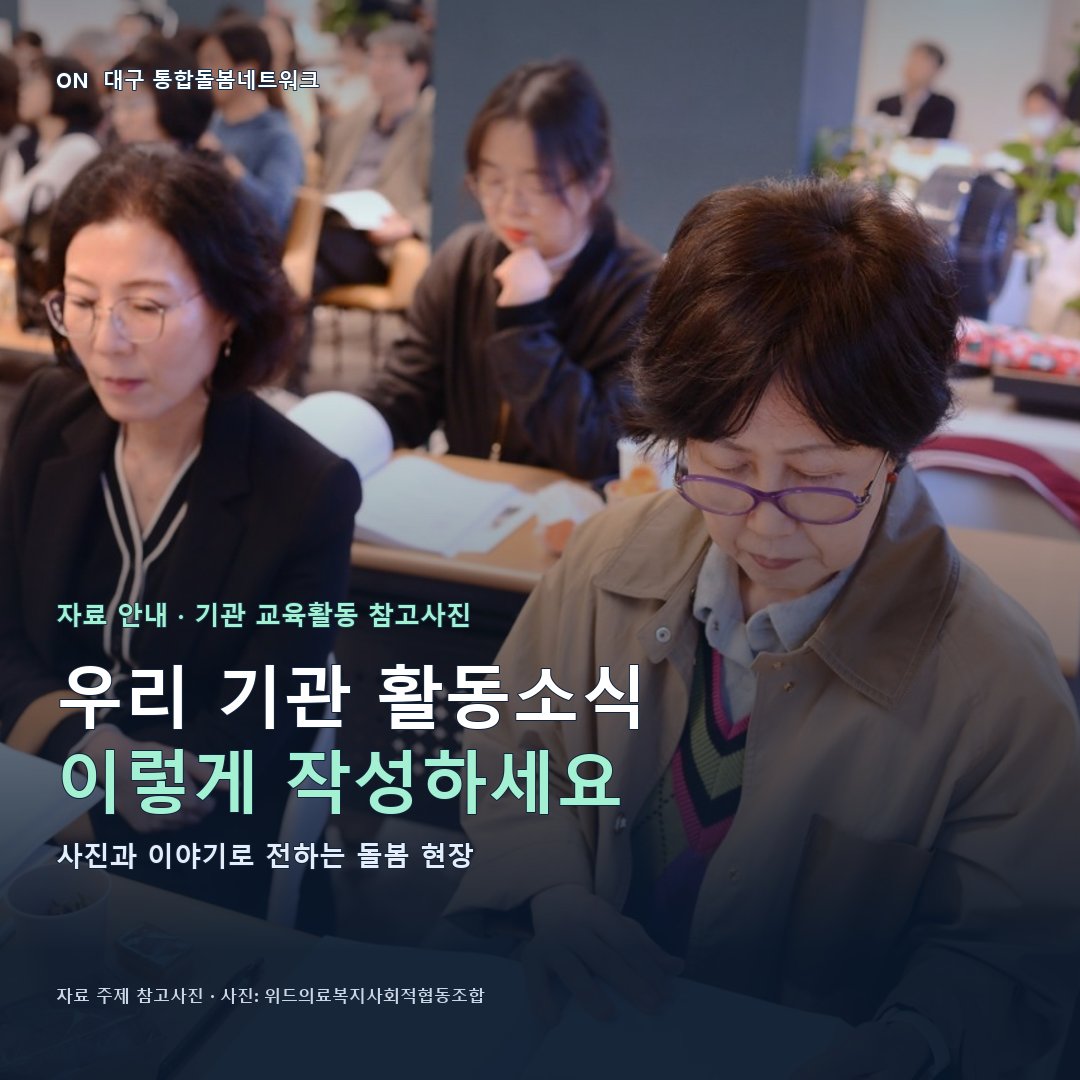 ON 대구 통합돌봄네트워크
자료 안내 · 기관 교육활동 참고사진
우리 기관 활동소식
이렇게 작성하세요
사진과 이야기로 전하는 돌봄 현장
자료 주제 참고사진 · 사진: 위드의료복지사회적협동조합